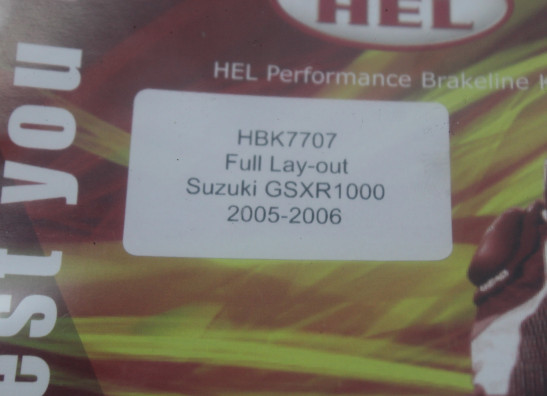 HEL
HEL Performance Brakeline K
HBK7707
Full Lay-out
Suzuki GSXR1000
2005-2006
est you